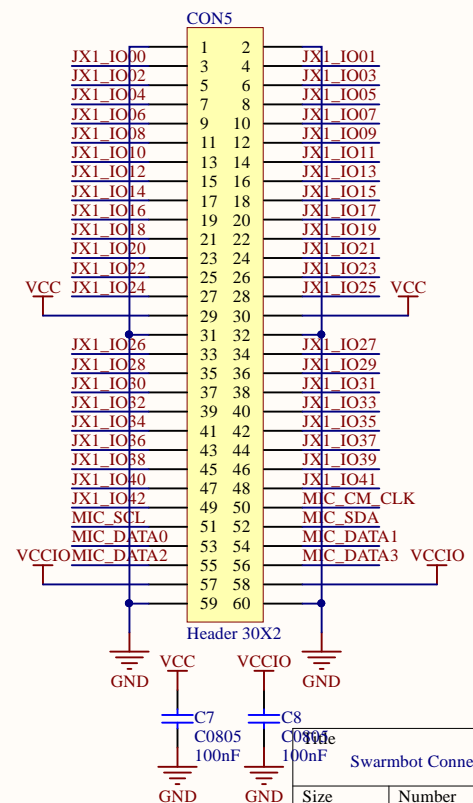 CON5
1 2
JX1_IO00 3 4 JX1_IO01
JX1_IO02 5 6 JX1_IO03
JX1_IO04 7 8 JX1_IO05
JX1_IO06 9 10 JX1_IO07
JX1_IO08 11 12 JX1_IO09
JX1_IO10 13 14 JX1_IO11
JX1_IO12 15 16 JX1_IO13
JX1_IO14 17 18 JX1_IO15
JX1_IO16 19 20 JX1_IO17
JX1_IO18 21 22 JX1_IO19
JX1_IO20 23 24 JX1_IO21
JX1_IO22 25 26 JX1_IO23
VCC JX1_IO24 27 28 JX1_IO25 VCC
29 30
31 32
JX1_IO26 33 34 JX1_IO27
JX1_IO28 35 36 JX1_IO29
JX1_IO30 37 38 JX1_IO31
JX1_IO32 39 40 JX1_IO33
JX1_IO34 41 42 JX1_IO35
JX1_IO36 43 44 JX1_IO37
JX1_IO38 45 46 JX1_IO39
JX1_IO40 47 48 JX1_IO41
JX1_IO42 49 50 MIC_CM_CLK
MIC_SCL 51 52 MIC_SDA
MIC_DATA0 53 54 MIC_DATA1
VCCIO MIC_DATA2 55 56 MIC_DATA3 VCCIO
57 58
59 60
Header 30X2
GND GND
VCC VCCIO
C7 C8
C0805 C0805
100nF 100nF
GND GND
Title
Swarmbot Conne
Size Number